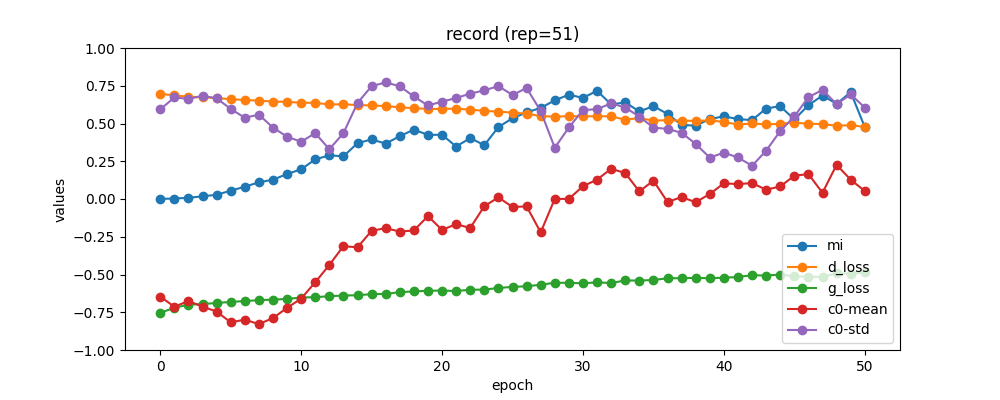 record (rep=51)
1.00
0.75
0.50
0.25
0.00
−0.25
−0.50
−0.75
−1.00
values
mi
d_loss
g_loss
c0-mean
c0-std
0 10 20 30 40 50
epoch